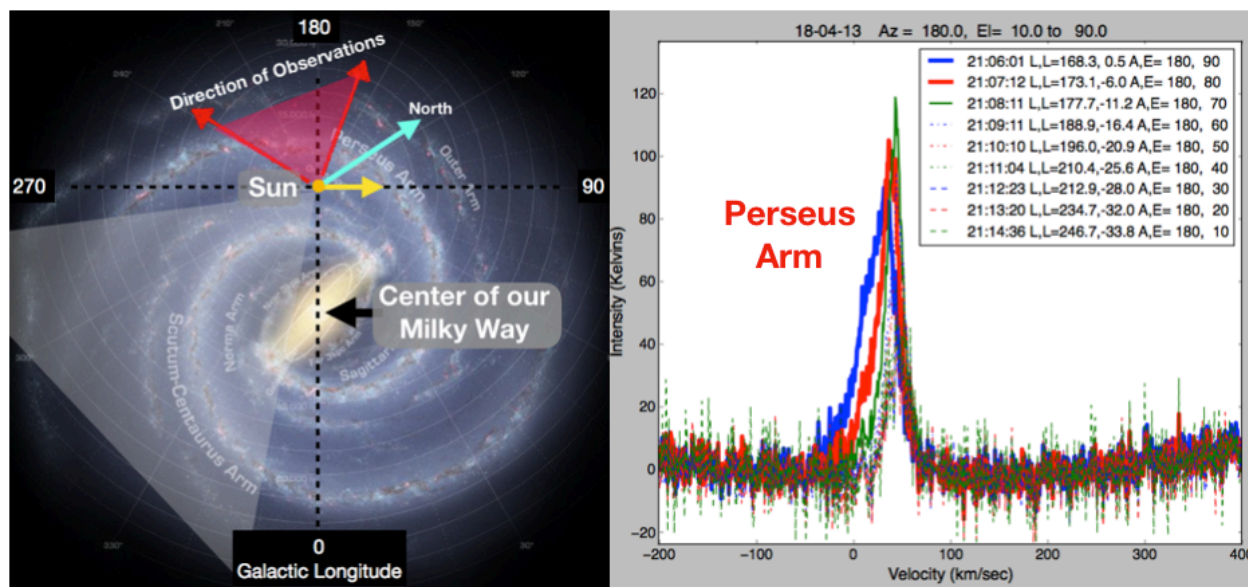 180
Direction of Observations
North
Perseus Arm
Outer Arm
270
Sun
90
Center of our
Milky Way
Norma Arm
Sagittar
Scutum-Centaurus Arm
0
Galactic Longitude
18-04-13 Az = 180.0, El= 10.0 to 90.0
21:06:01 L,L=168.3, 0.5 A,E= 180, 90
21:07:12 L,L=173.1,-6.0 A,E= 180, 80
21:08:11 L,L=177.7,-11.2 A,E= 180, 70
21:09:11 L,L=188.9,-16.4 A,E= 180, 60
21:10:10 L,L=196.0,-20.9 A,E= 180, 50
21:11:04 L,L=210.4,-25.6 A,E= 180, 40
21:12:23 L,L=212.9,-28.0 A,E= 180, 30
21:13:20 L,L=234.7,-32.0 A,E= 180, 20
21:14:36 L,L=246.7,-33.8 A,E= 180, 10
Perseus
Arm
Intensity (Kelvins)
120
100
80
60
40
20
0
−20
−200
−100
0
100
200
300
400
Velocity (km/sec)